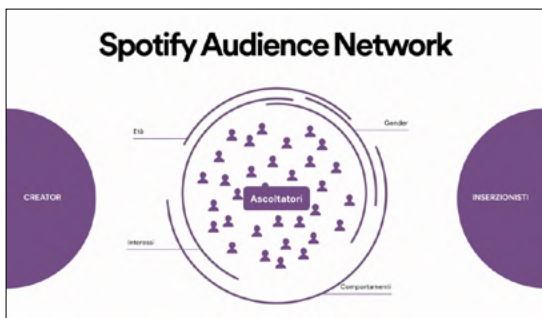 Spotify Audience Network
Età
Gender
CREATOR
Ascoltatori
INSERZIONISTI
Interessi
Comportamenti